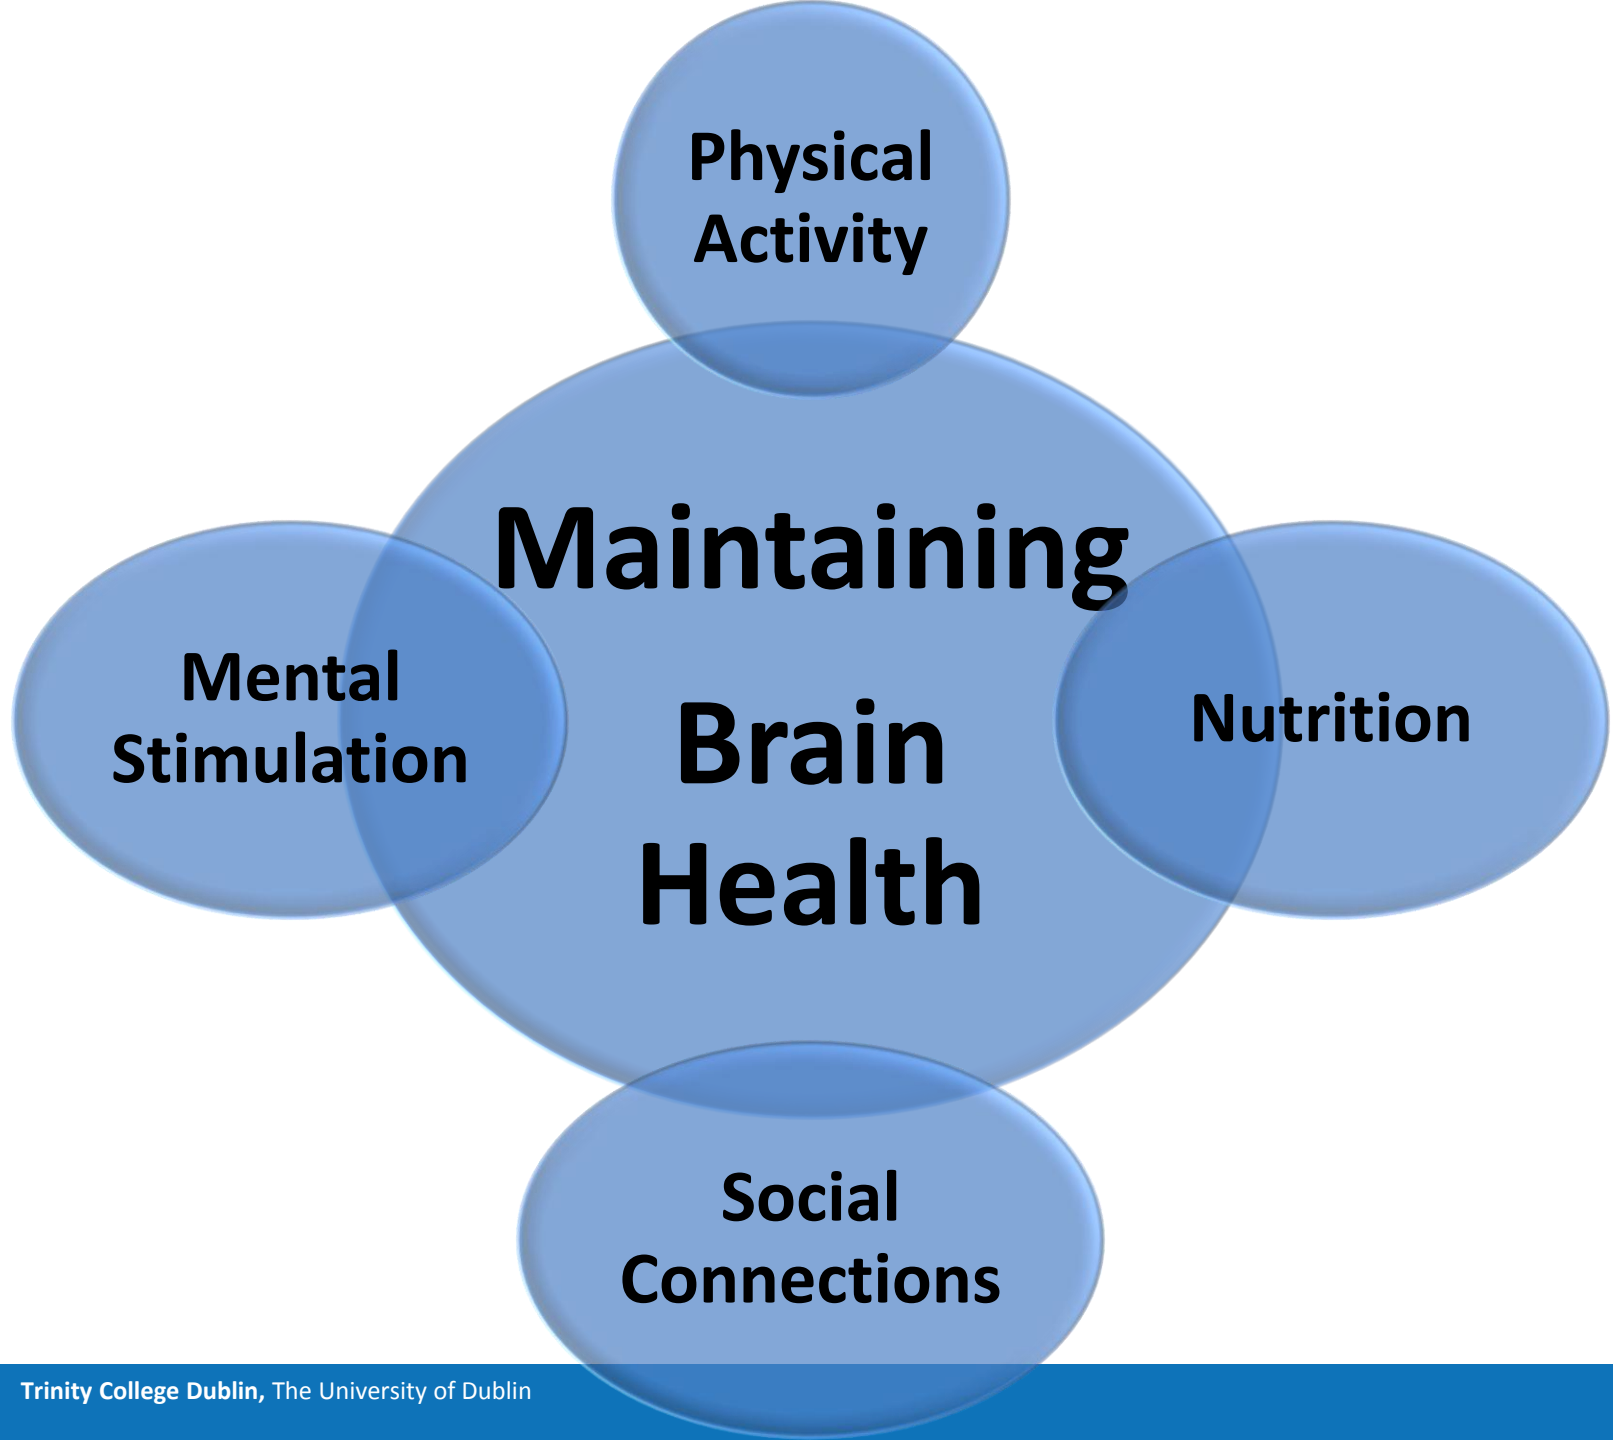 Physical
Activity
Maintaining
Brain
Health
Mental
Stimulation
Nutrition
Social
Connections
Trinity College Dublin, The University of Dublin